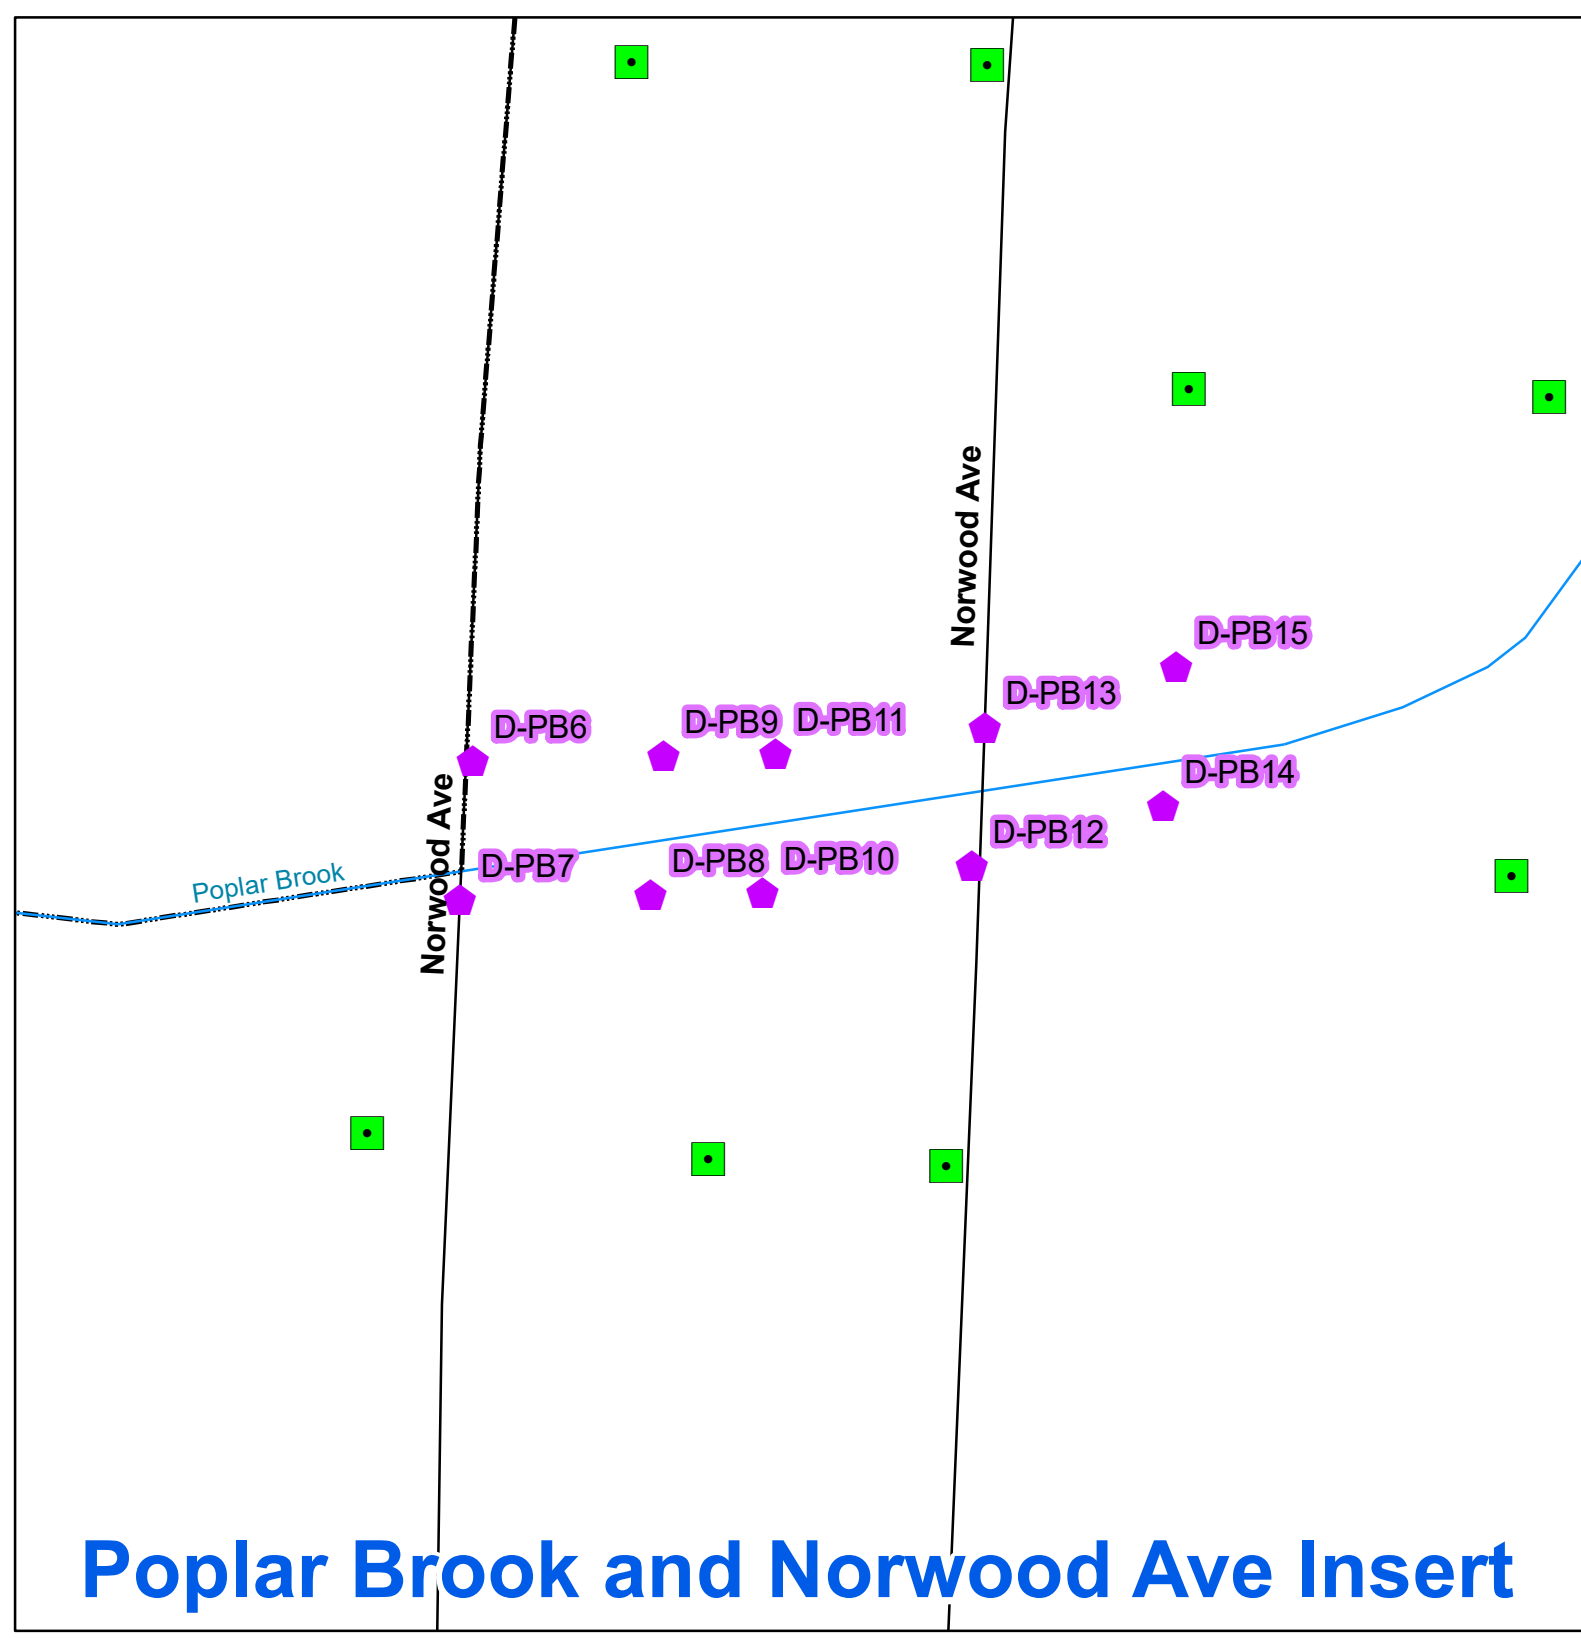 Norwood Ave
D-PB15
D-PB13
D-PB6
D-PB9
D-PB11
D-PB14
D-PB12
Norwood Ave
D-PB7
D-PB8
D-PB10
Poplar Brook
Poplar Brook and Norwood Ave Insert